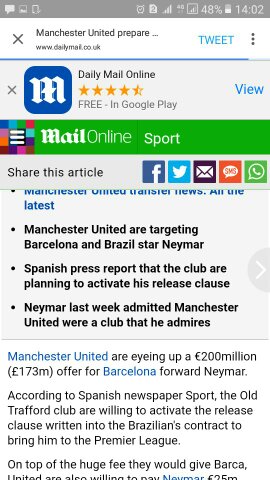 48% 14:02
Manchester United prepare ...
www.dailymail.co.uk
TWEET
Daily Mail Online
FREE - In Google Play
View
MailOnline Sport
Share this article
SMS
Manchester United transfer news: All the
latest
Manchester United are targeting
Barcelona and Brazil star Neymar
Spanish press report that the club are
planning to activate his release clause
Neymar last week admitted Manchester
United were a club that he admires
Manchester United are eyeing up a €200million
(£173m) offer for Barcelona forward Neymar.
According to Spanish newspaper Sport, the Old
Trafford club are willing to activate the release
clause written into the Brazilian's contract to
bring him to the Premier League.
On top of the huge fee they would give Barca,
United are also willing to pay Neymar €25m